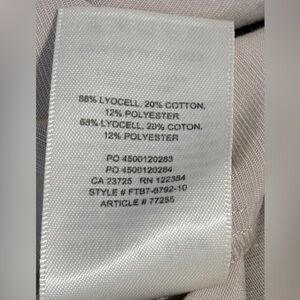 68% LYOCELL, 20% COTTON,
12% POLYESTER
68% LYOCELL, 20% COTON,
12% POLYESTER
PO 4500120283
PO 4500120284
CA 23725 RN 122384
STYLE # FTB7-6792-10
ARTICLE # 77255